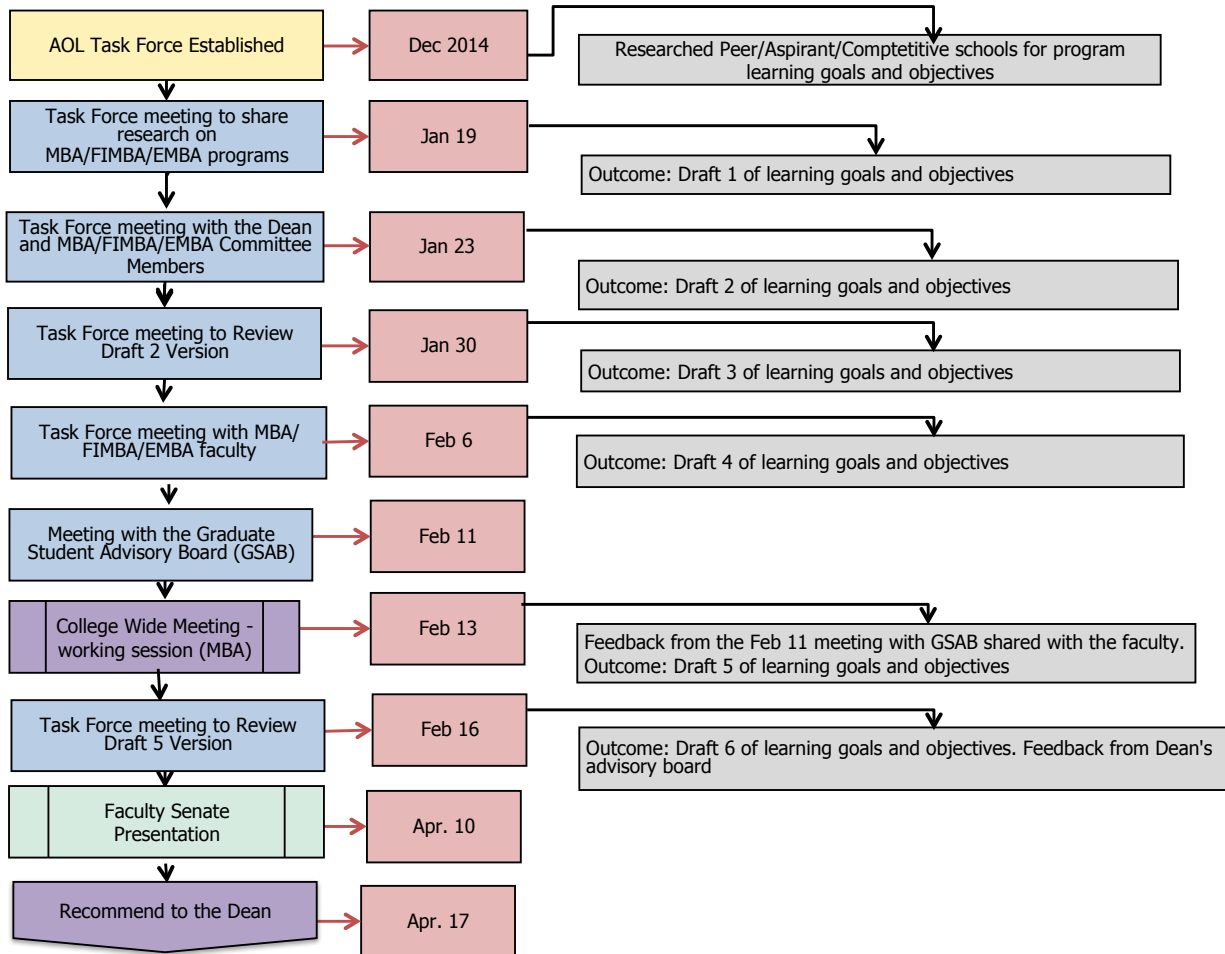 AOL Task Force Established
Dec 2014
Researched Peer/Aspirant/Comptetitive schools for program
learning goals and objectives
Task Force meeting to share
research on
MBA/FIMBA/EMBA programs
Jan 19
Outcome: Draft 1 of learning goals and objectives
Task Force meeting with the Dean
and MBA/FIMBA/EMBA Committee
Members
Jan 23
Outcome: Draft 2 of learning goals and objectives
Task Force meeting to Review
Draft 2 Version
Jan 30
Outcome: Draft 3 of learning goals and objectives
Task Force meeting with MBA/
FIMBA/EMBA faculty
Feb 6
Outcome: Draft 4 of learning goals and objectives
Meeting with the Graduate
Student Advisory Board (GSAB)
Feb 11
College Wide Meeting -
working session (MBA)
Feb 13
Feedback from the Feb 11 meeting with GSAB shared with the faculty.
Outcome: Draft 5 of learning goals and objectives
Task Force meeting to Review
Draft 5 Version
Feb 16
Outcome: Draft 6 of learning goals and objectives. Feedback from Dean's
advisory board
Faculty Senate
Presentation
Apr. 10
Recommend to the Dean
Apr. 17